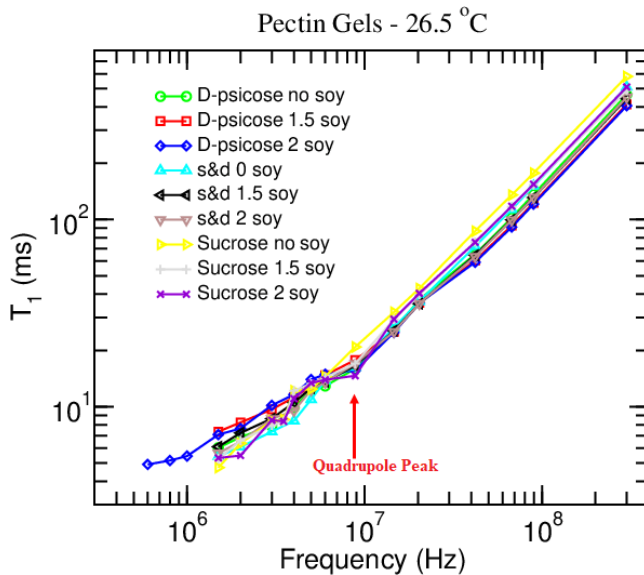 Pectin Gels - 26.5 °C
D-psicose no soy
D-psicose 1.5 soy
D-psicose 2 soy
s&d 0 soy
s&d 1.5 soy
s&d 2 soy
Sucrose no soy
Sucrose 1.5 soy
Sucrose 2 soy
T₁ (ms)
10²
10¹
Quadrupole Peak
10⁶ 10⁷ 10⁸
Frequency (Hz)